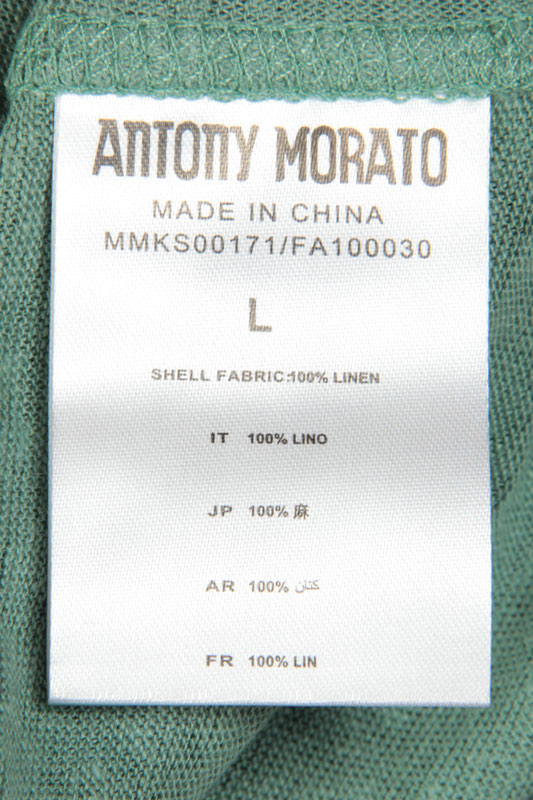 ANTONY MORATO
MADE IN CHINA
MMKS00171/FA100030
L
SHELL FABRIC:100% LINEN
IT 100% LINO
JP 100% 麻
AR 100% كتان
FR 100% LIN